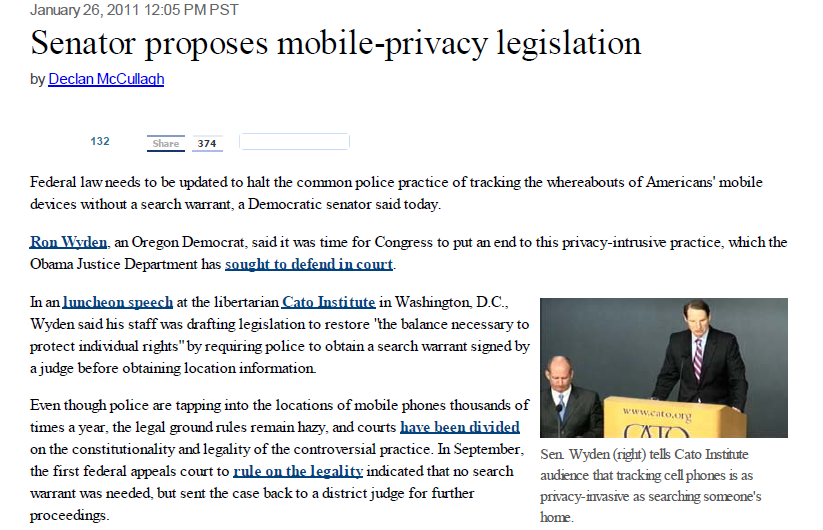 January 26, 2011 12:05 PM PST
Senator proposes mobile-privacy legislation
by Declan McCullagh
132
Share 374
Federal law needs to be updated to halt the common police practice of tracking the whereabouts of Americans' mobile
devices without a search warrant, a Democratic senator said today.
Ron Wyden, an Oregon Democrat, said it was time for Congress to put an end to this privacy-intrusive practice, which the
Obama Justice Department has sought to defend in court.
In an luncheon speech at the libertarian Cato Institute in Washington, D.C.,
Wyden said his staff was drafting legislation to restore "the balance necessary to
protect individual rights" by requiring police to obtain a search warrant signed by
a judge before obtaining location information.
Even though police are tapping into the locations of mobile phones thousands of
times a year, the legal ground rules remain hazy, and courts have been divided
on the constitutionality and legality of the controversial practice. In September,
the first federal appeals court to rule on the legality indicated that no search
warrant was needed, but sent the case back to a district judge for further
proceedings.
www.cato.org
CATO
Sen. Wyden (right) tells Cato Institute
audience that tracking cell phones is as
privacy-invasive as searching someone's
home.